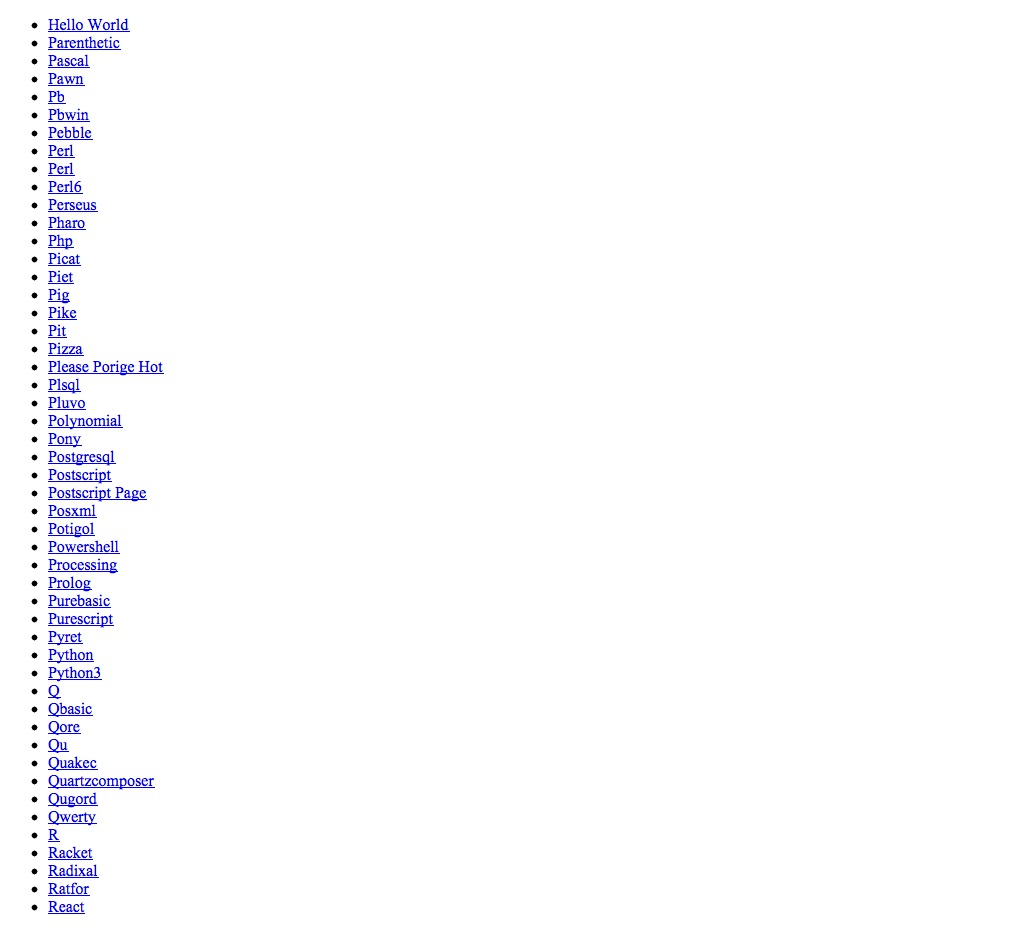 Hello World
Parenthetic
Pascal
Pawn
Pb
Pbwin
Pebble
Perl
Perl
Perl6
Perseus
Pharo
Php
Picat
Piet
Pig
Pike
Pit
Pizza
Please Porige Hot
Plsql
Pluvo
Polynomial
Pony
Postgresql
Postscript
Postscript Page
Posxml
Potigol
Powershell
Processing
Prolog
Purebasic
Purescript
Pyret
Python
Python3
Q
Qbasic
Qore
Qu
Quakec
Quartzcomposer
Qugord
Qwerty
R
Racket
Radixal
Ratfor
React